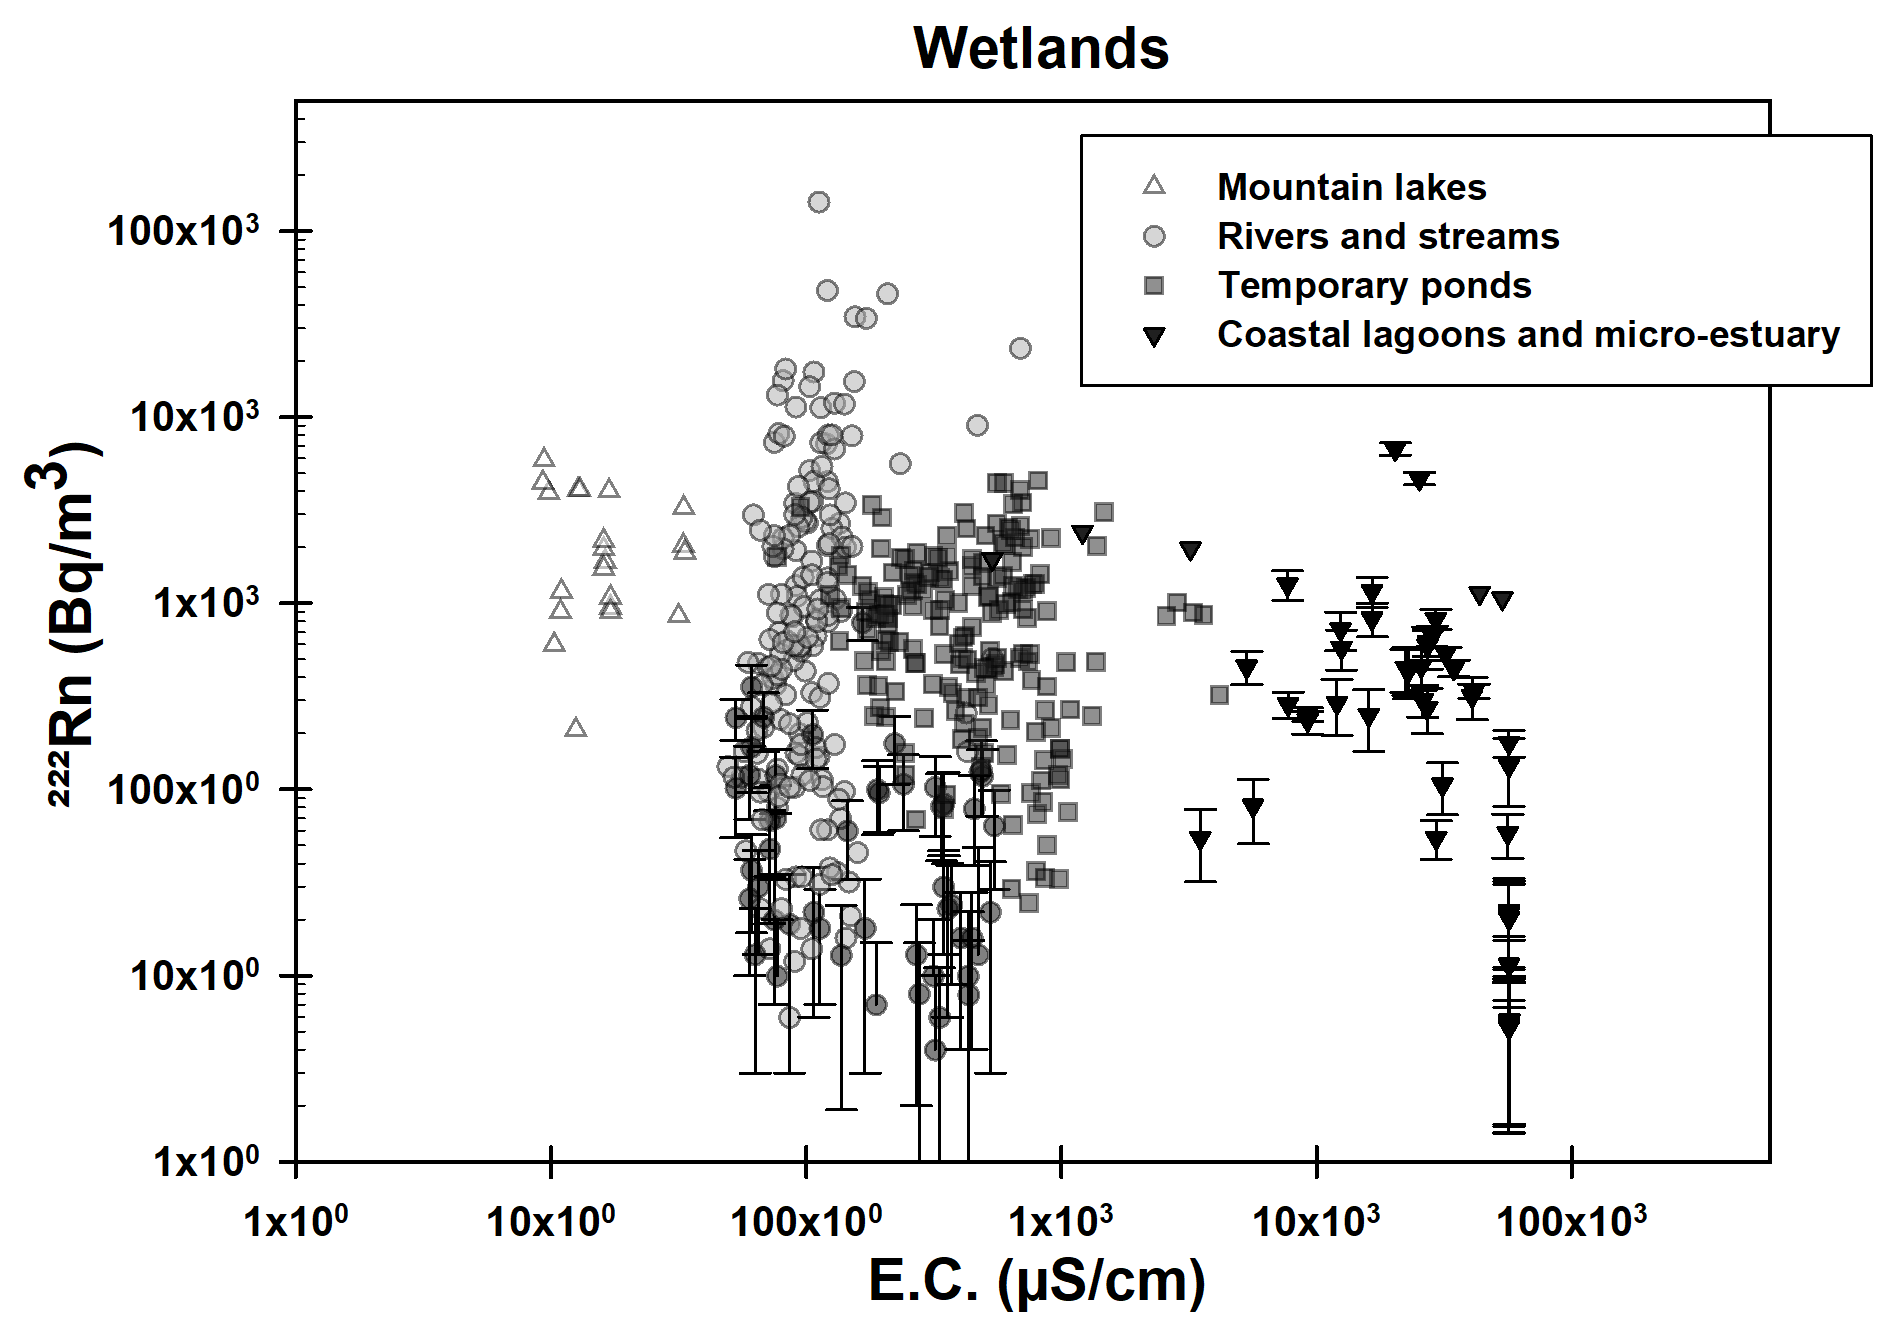 Wetlands
Mountain lakes
Rivers and streams
Temporary ponds
Coastal lagoons and micro-estuary
²²²Rn (Bq/m³)
100x10³
10x10³
1x10³
100x10⁰
10x10⁰
1x10⁰
1x10⁰ 10x10⁰ 100x10⁰ 1x10³ 10x10³ 100x10³
E.C. (µS/cm)